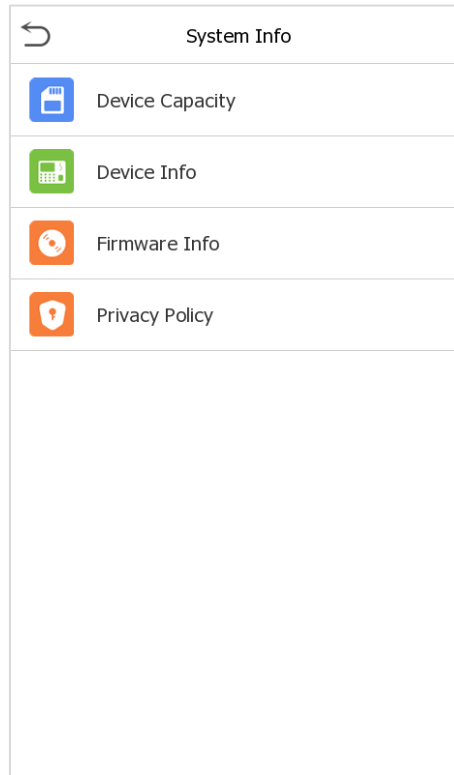 System Info
Device Capacity
Device Info
Firmware Info
Privacy Policy